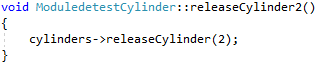 void ModuledetestCylinder::releaseCylinder2()
{
    cylinders->releaseCylinder(2);
}